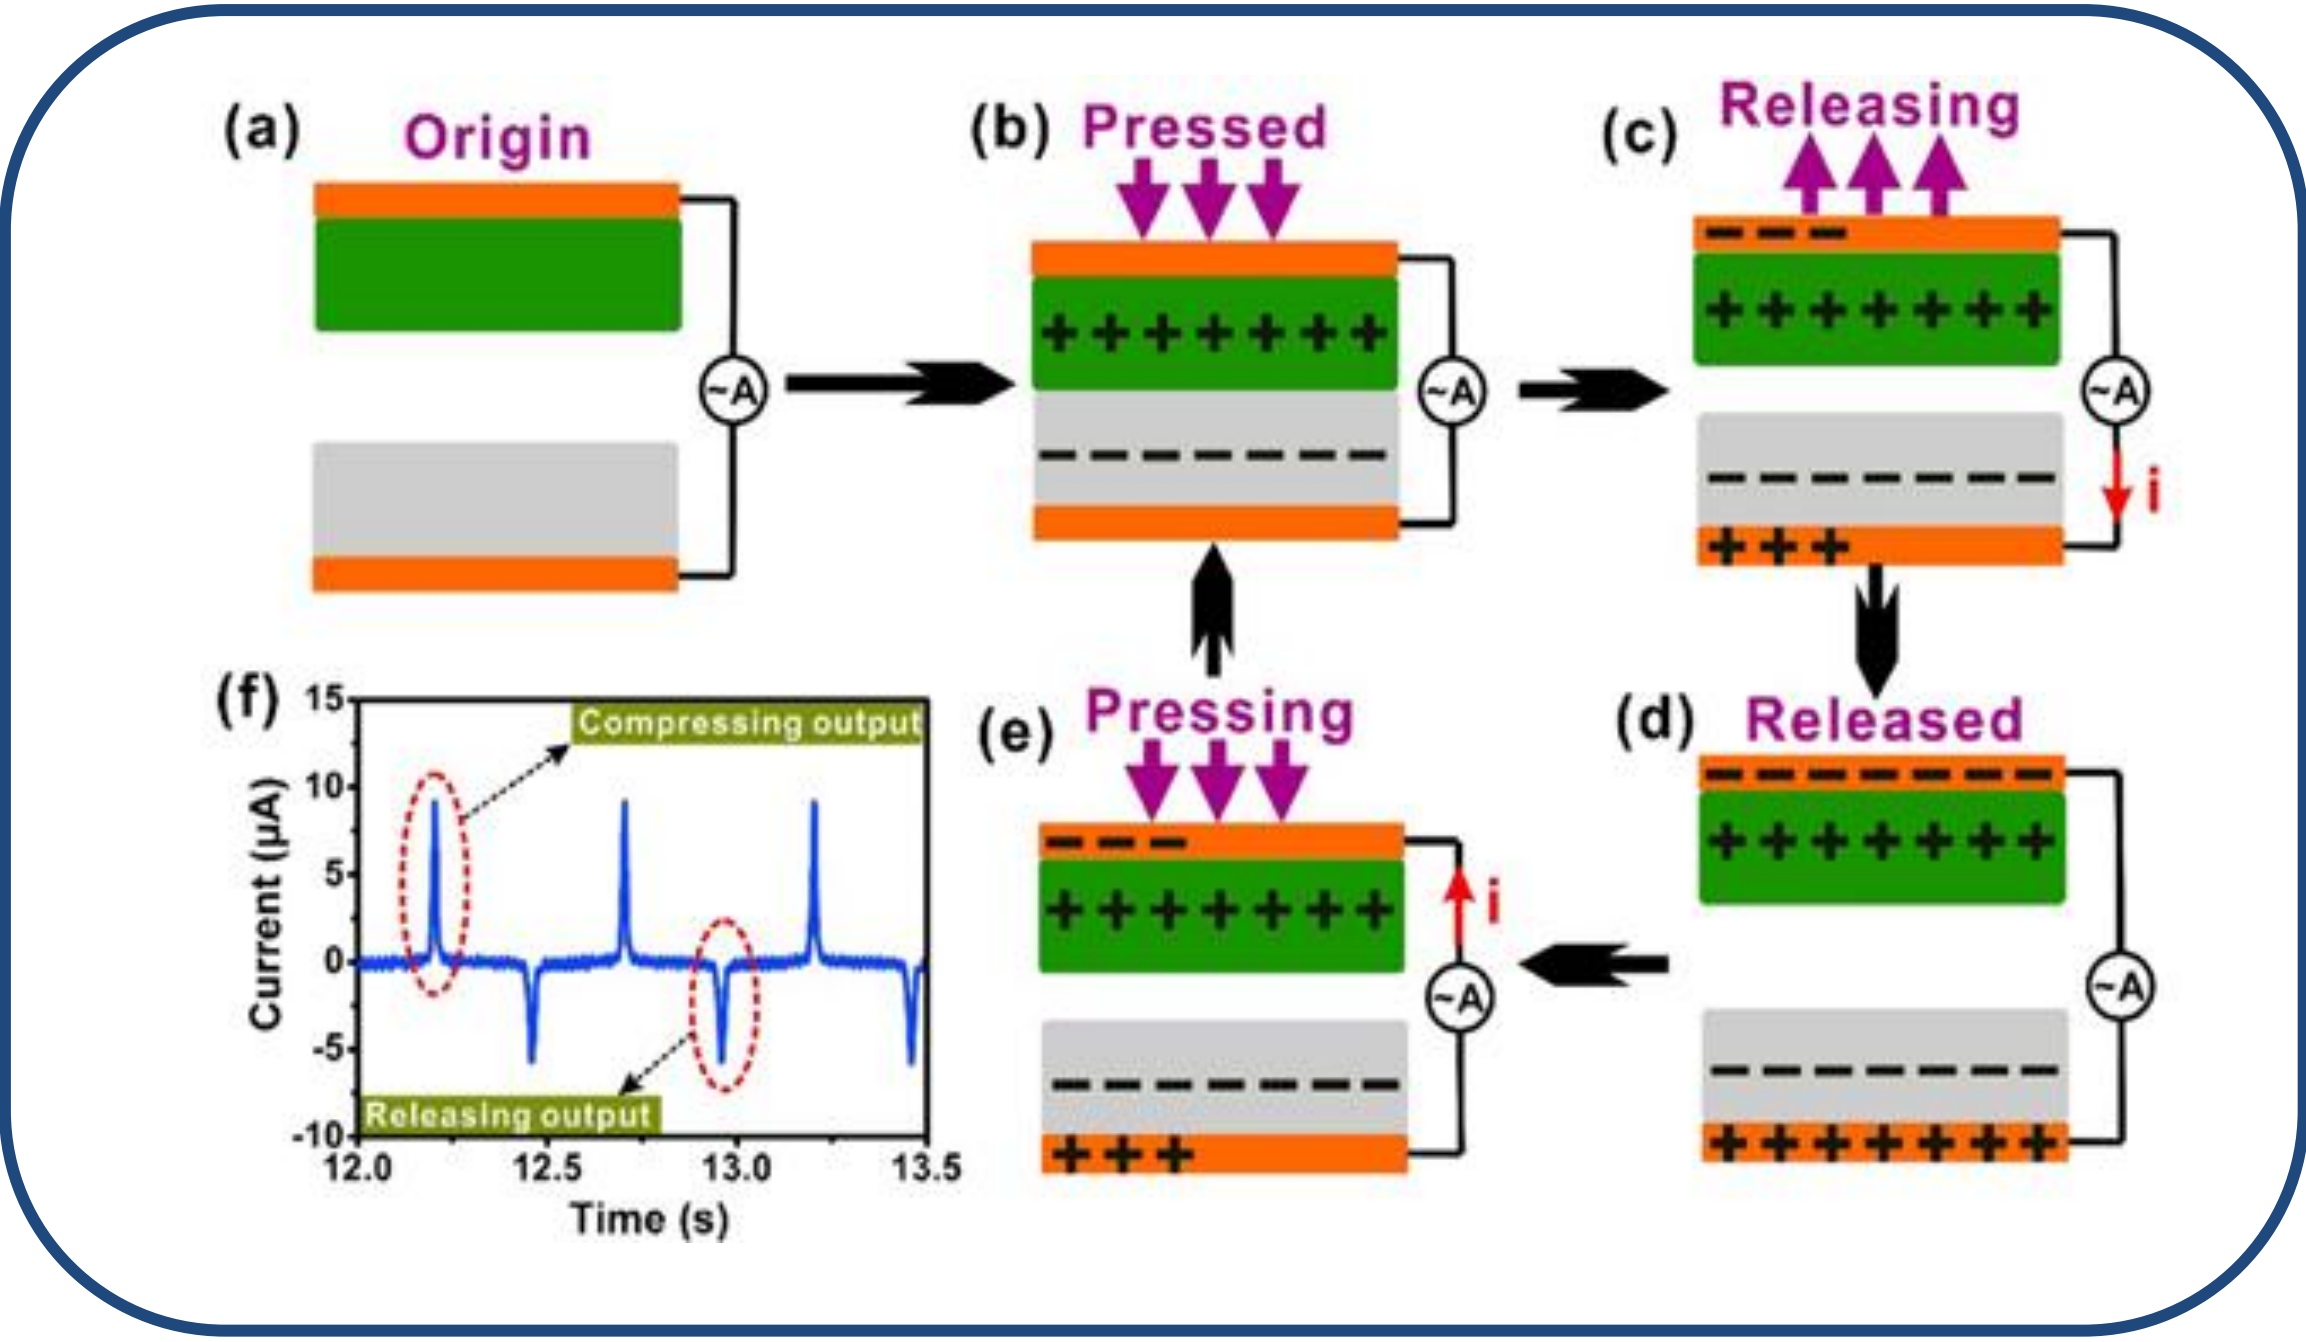 (a) Origin
~A
(b) Pressed
+ + + + + + +
~A
− − − − − − −
(c) Releasing
− − −
+ + + + + + +
~A
− − − − − − −
i
+ + +
(d) Released
− − − − − − −
+ + + + + + +
~A
− − − − − − −
+ + + + + + +
(e) Pressing
− − −
+ + + + + + +
i
~A
− − − − − − −
+ + +
(f)
15
10
5
0
-5
-10
Current (μA)
Compressing output
Releasing output
12.0 12.5 13.0 13.5
Time (s)